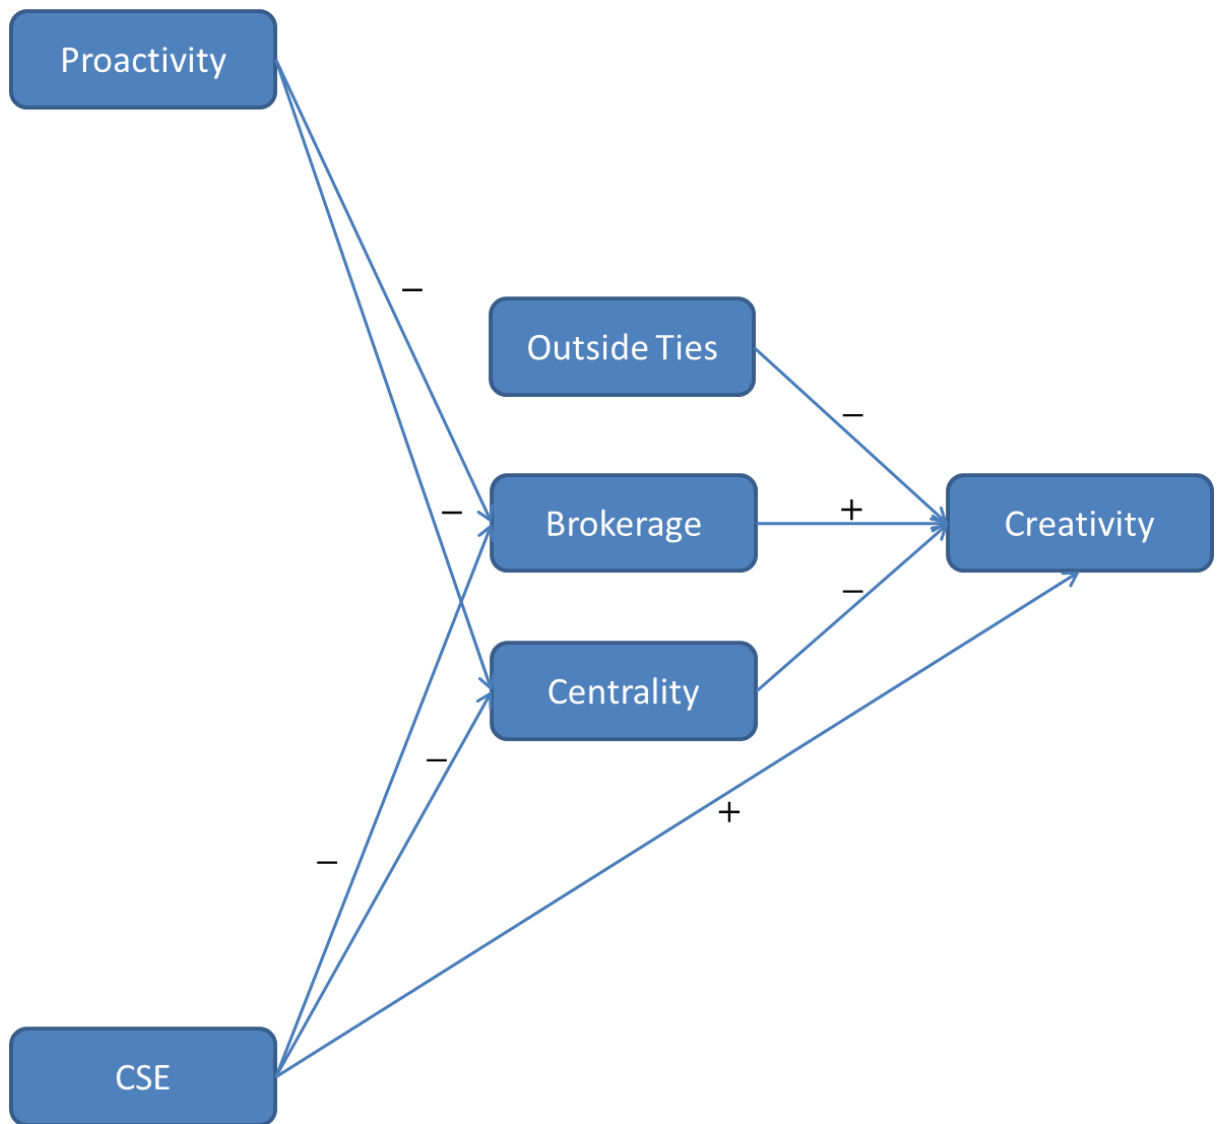 Proactivity
−
Outside Ties
−
−
Brokerage
+
Creativity
−
Centrality
−
+
−
CSE